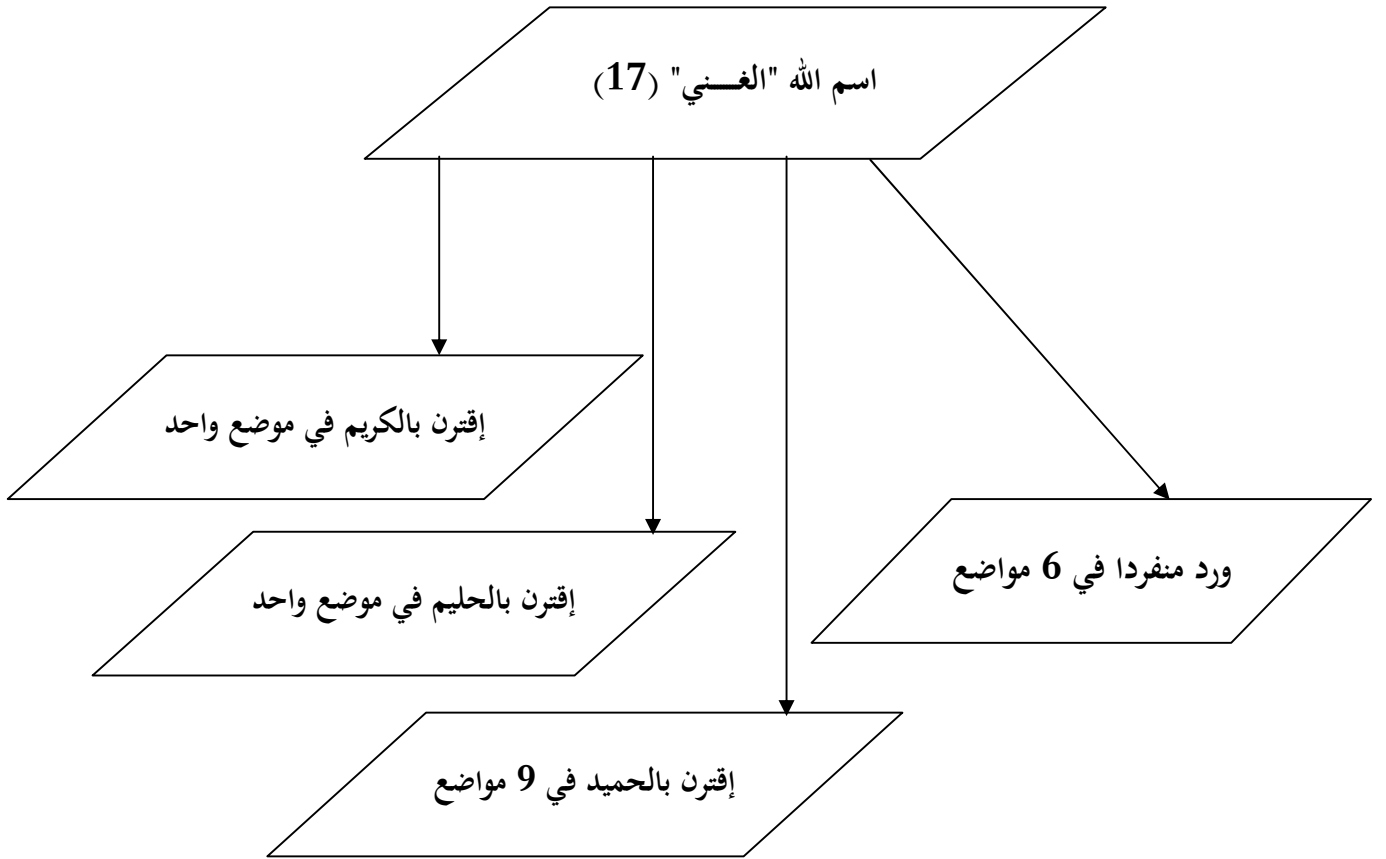 اسم الله "الغـــني" (17)
إقترن بالكريم في موضع واحد
إقترن بالحليم في موضع واحد
ورد منفردا في 6 مواضع
إقترن بالحميد في 9 مواضع